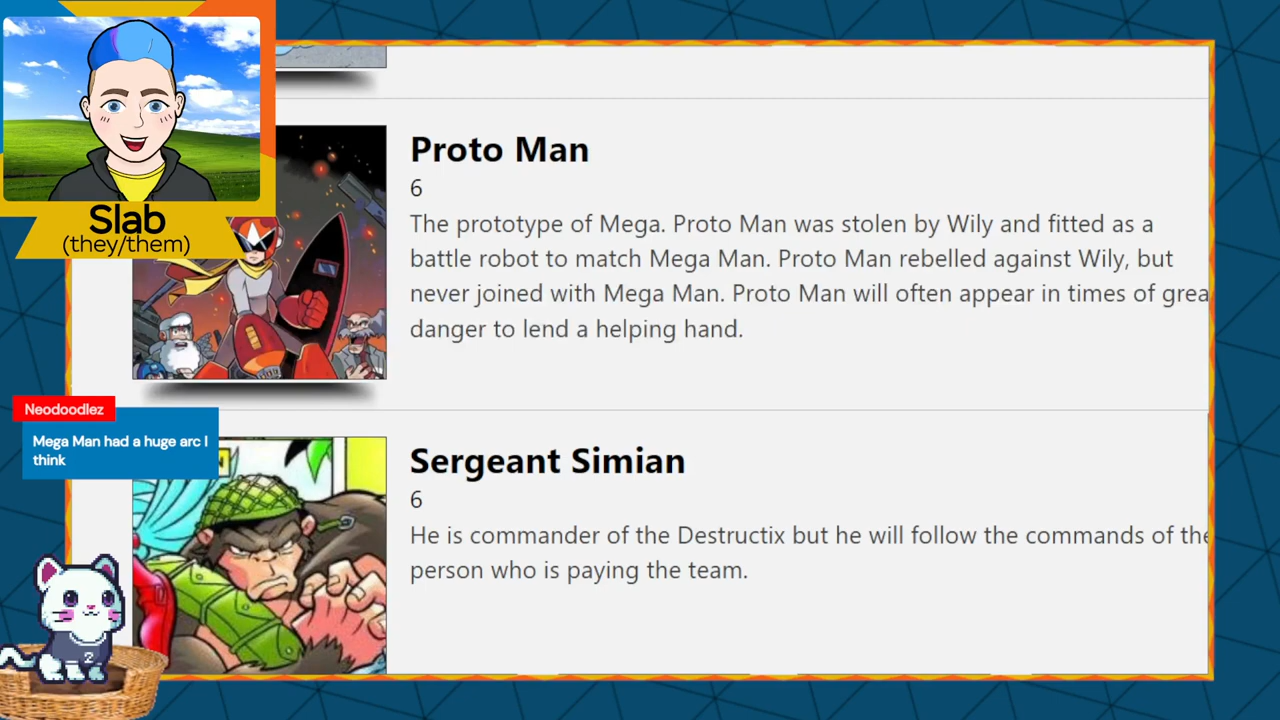 Slab
(they/them)
Proto Man
6
The prototype of Mega. Proto Man was stolen by Wily and fitted as a
battle robot to match Mega Man. Proto Man rebelled against Wily, but
never joined with Mega Man. Proto Man will often appear in times of grea
danger to lend a helping hand.
Neodoodlez
Mega Man had a huge arc I
think
Sergeant Simian
6
He is commander of the Destructix but he will follow the commands of the
person who is paying the team.
2